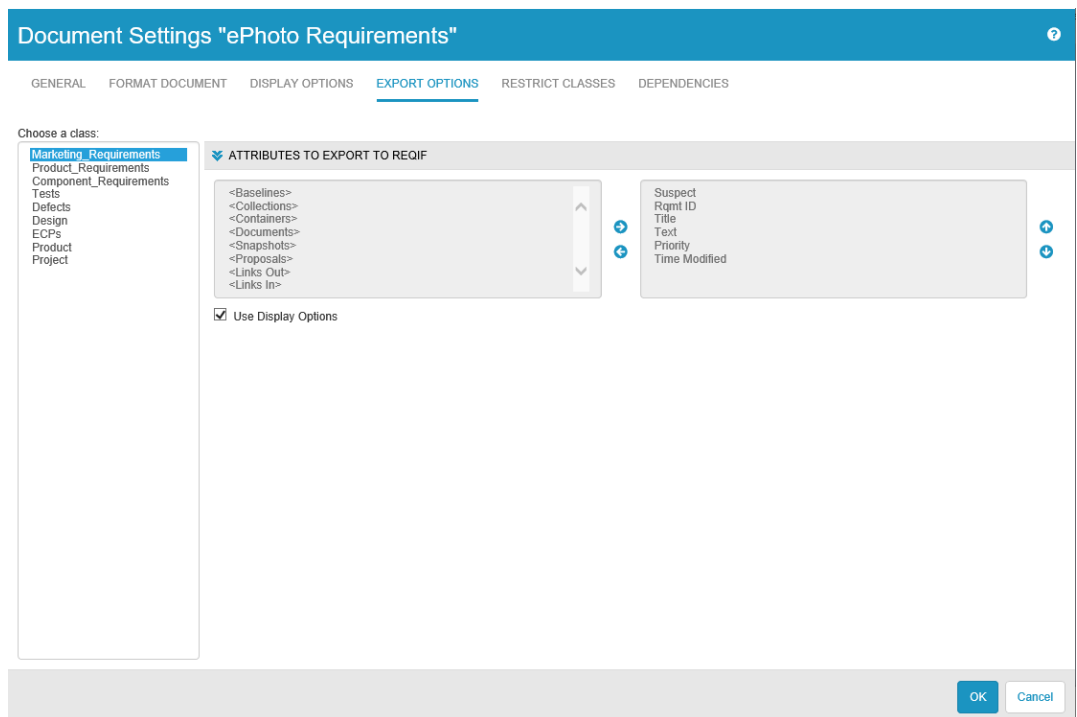 Document Settings "ePhoto Requirements"
?
GENERAL FORMAT DOCUMENT DISPLAY OPTIONS EXPORT OPTIONS RESTRICT CLASSES DEPENDENCIES
Choose a class:
Marketing_Requirements
Product_Requirements
Component_Requirements
Tests
Defects
Design
ECPs
Product
Project
ATTRIBUTES TO EXPORT TO REQIF
<Baselines>
<Collections>
<Containers>
<Documents>
<Snapshots>
<Proposals>
<Links Out>
<Links In>
Suspect
Rqmt ID
Title
Text
Priority
Time Modified
Use Display Options
OK Cancel